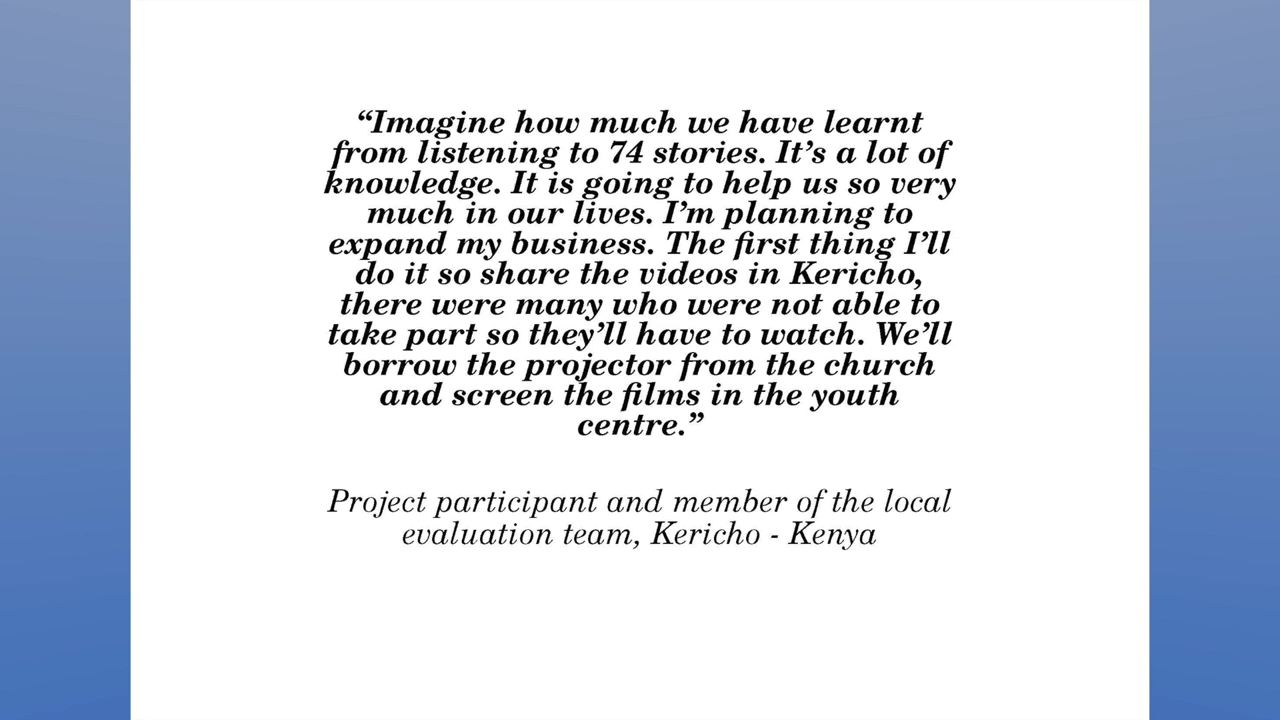 “Imagine how much we have learnt
from listening to 74 stories. It’s a lot of
knowledge. It is going to help us so very
much in our lives. I’m planning to
expand my business. The first thing I’ll
do it so share the videos in Kericho,
there were many who were not able to
take part so they’ll have to watch. We’ll
borrow the projector from the church
and screen the films in the youth
centre.”
Project participant and member of the local
evaluation team, Kericho - Kenya